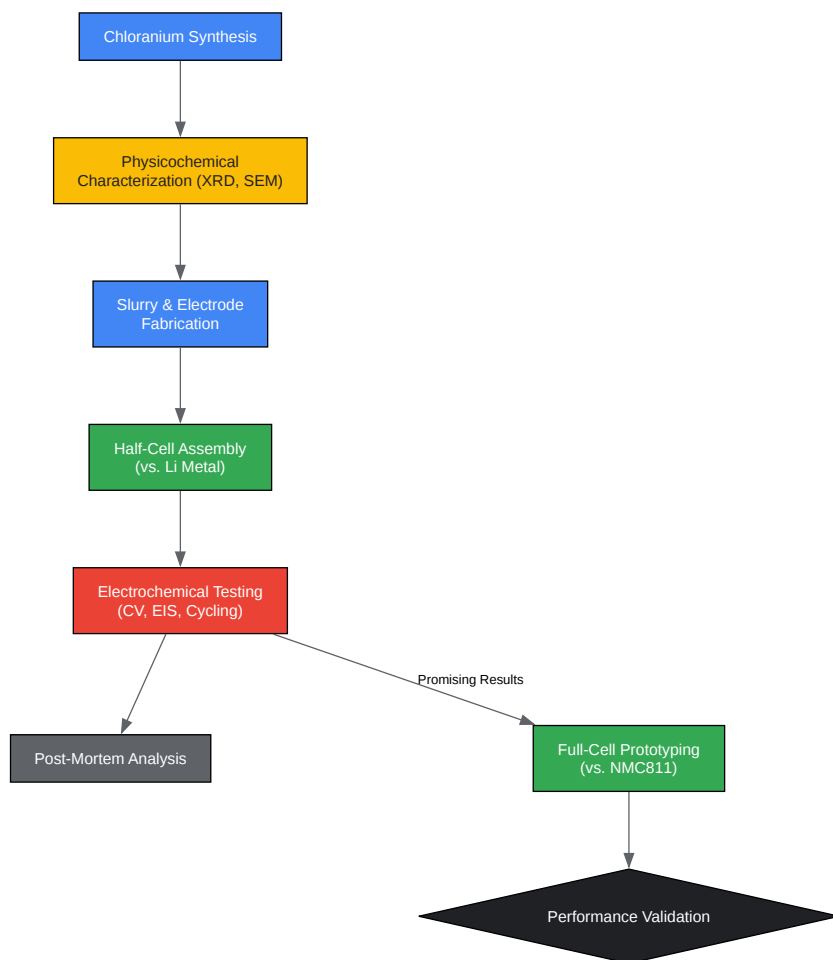 Chloranium Synthesis
Physicochemical
Characterization (XRD, SEM)
Slurry & Electrode
Fabrication
Half-Cell Assembly
(vs. Li Metal)
Electrochemical Testing
(CV, EIS, Cycling)
Promising Results
Post-Mortem Analysis
Full-Cell Prototyping
(vs. NMC811)
Performance Validation